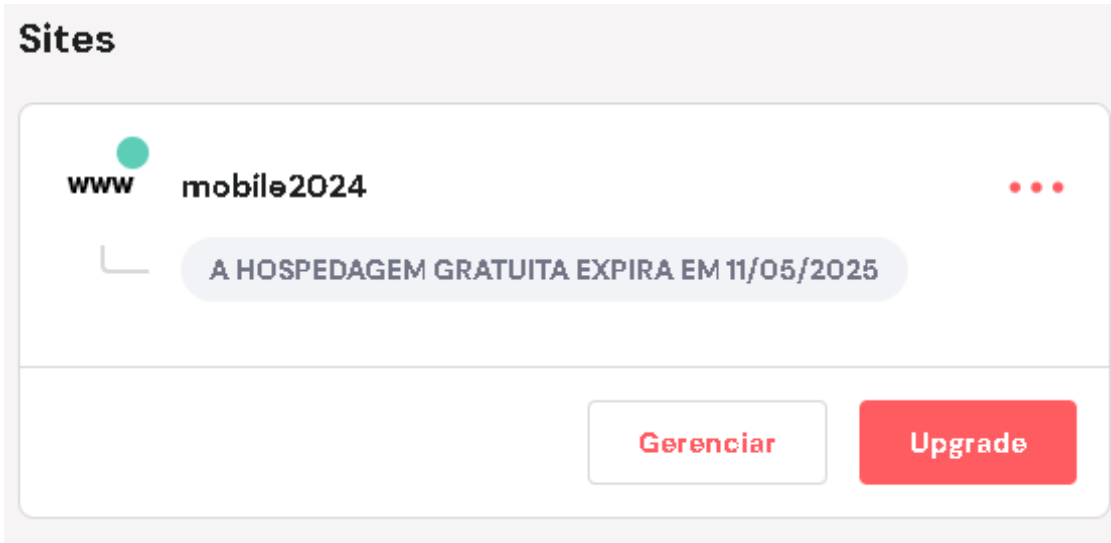 Sites
www
mobile2024
A HOSPEDAGEM GRATUITA EXPIRA EM 11/05/2025
Gerenciar
Upgrade